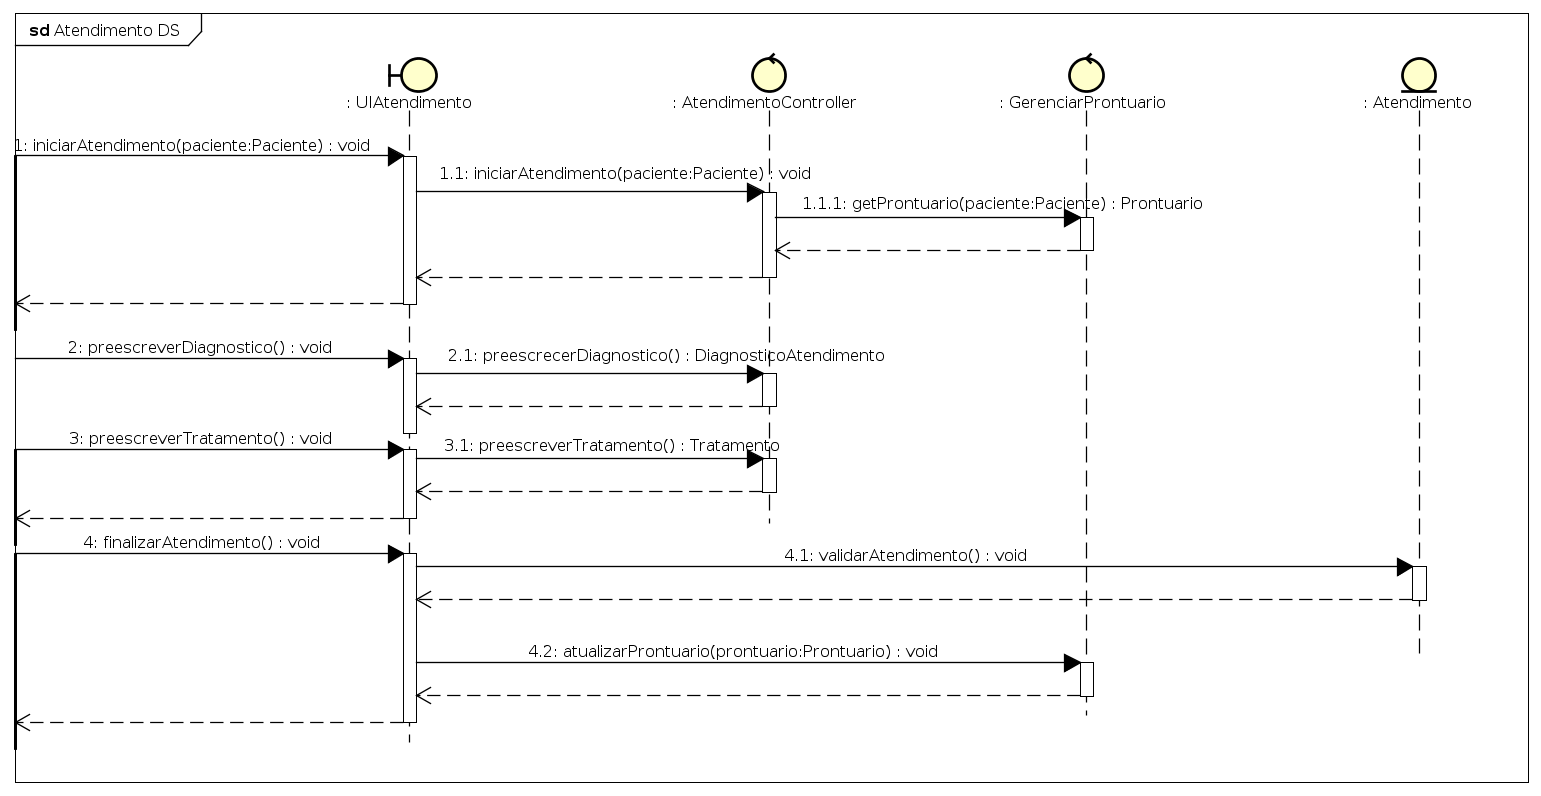 sd Atendimento DS
: UIAtendimento
: AtendimentoController
: GerenciarProntuario
: Atendimento
1: iniciarAtendimento(paciente:Paciente) : void
1.1: iniciarAtendimento(paciente:Paciente) : void
1.1.1: getProntuario(paciente:Paciente) : Prontuario
2: preescreverDiagnostico() : void
2.1: preescrecerDiagnostico() : DiagnosticoAtendimento
3: preescreverTratamento() : void
3.1: preescreverTratamento() : Tratamento
4: finalizarAtendimento() : void
4.1: validarAtendimento() : void
4.2: atualizarProntuario(prontuario:Prontuario) : void